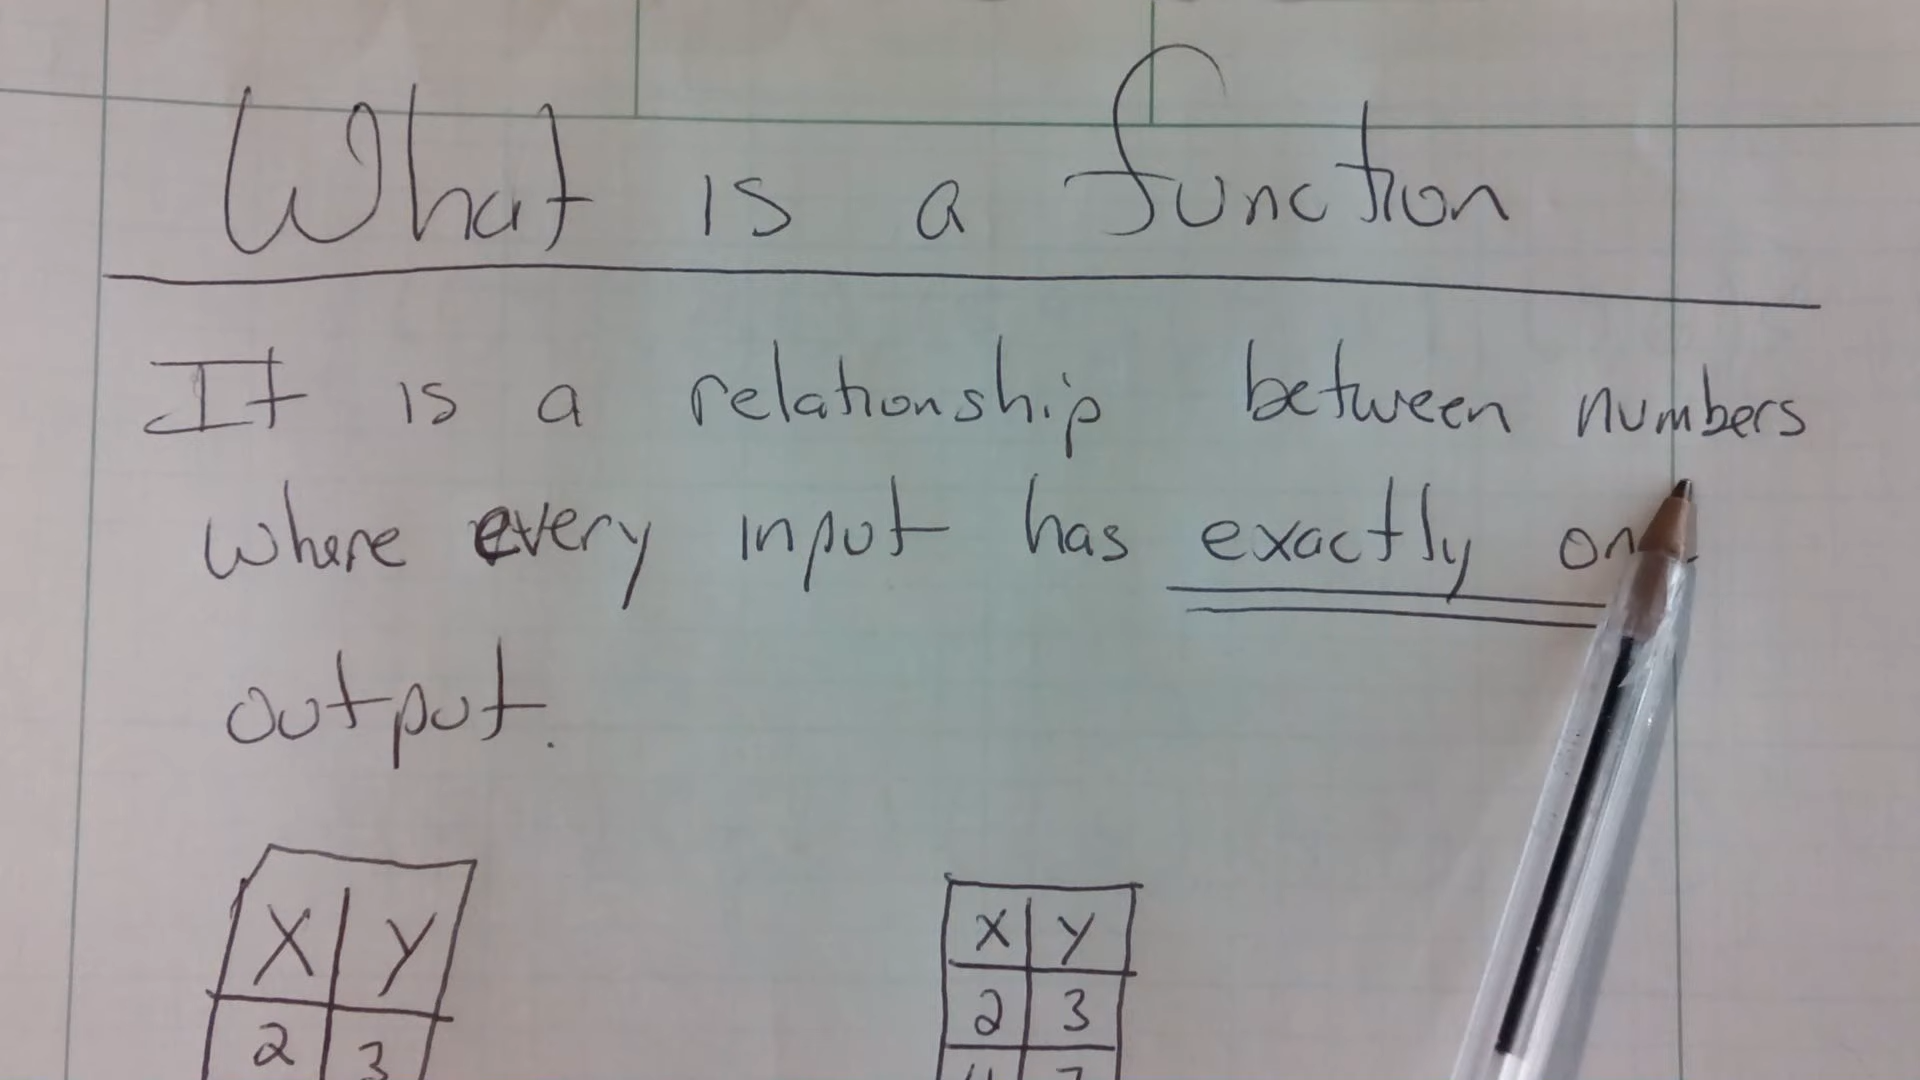 What is a function
It is a relationship between numbers
where every input has exactly
output.
X Y
2 3
X Y
2 3